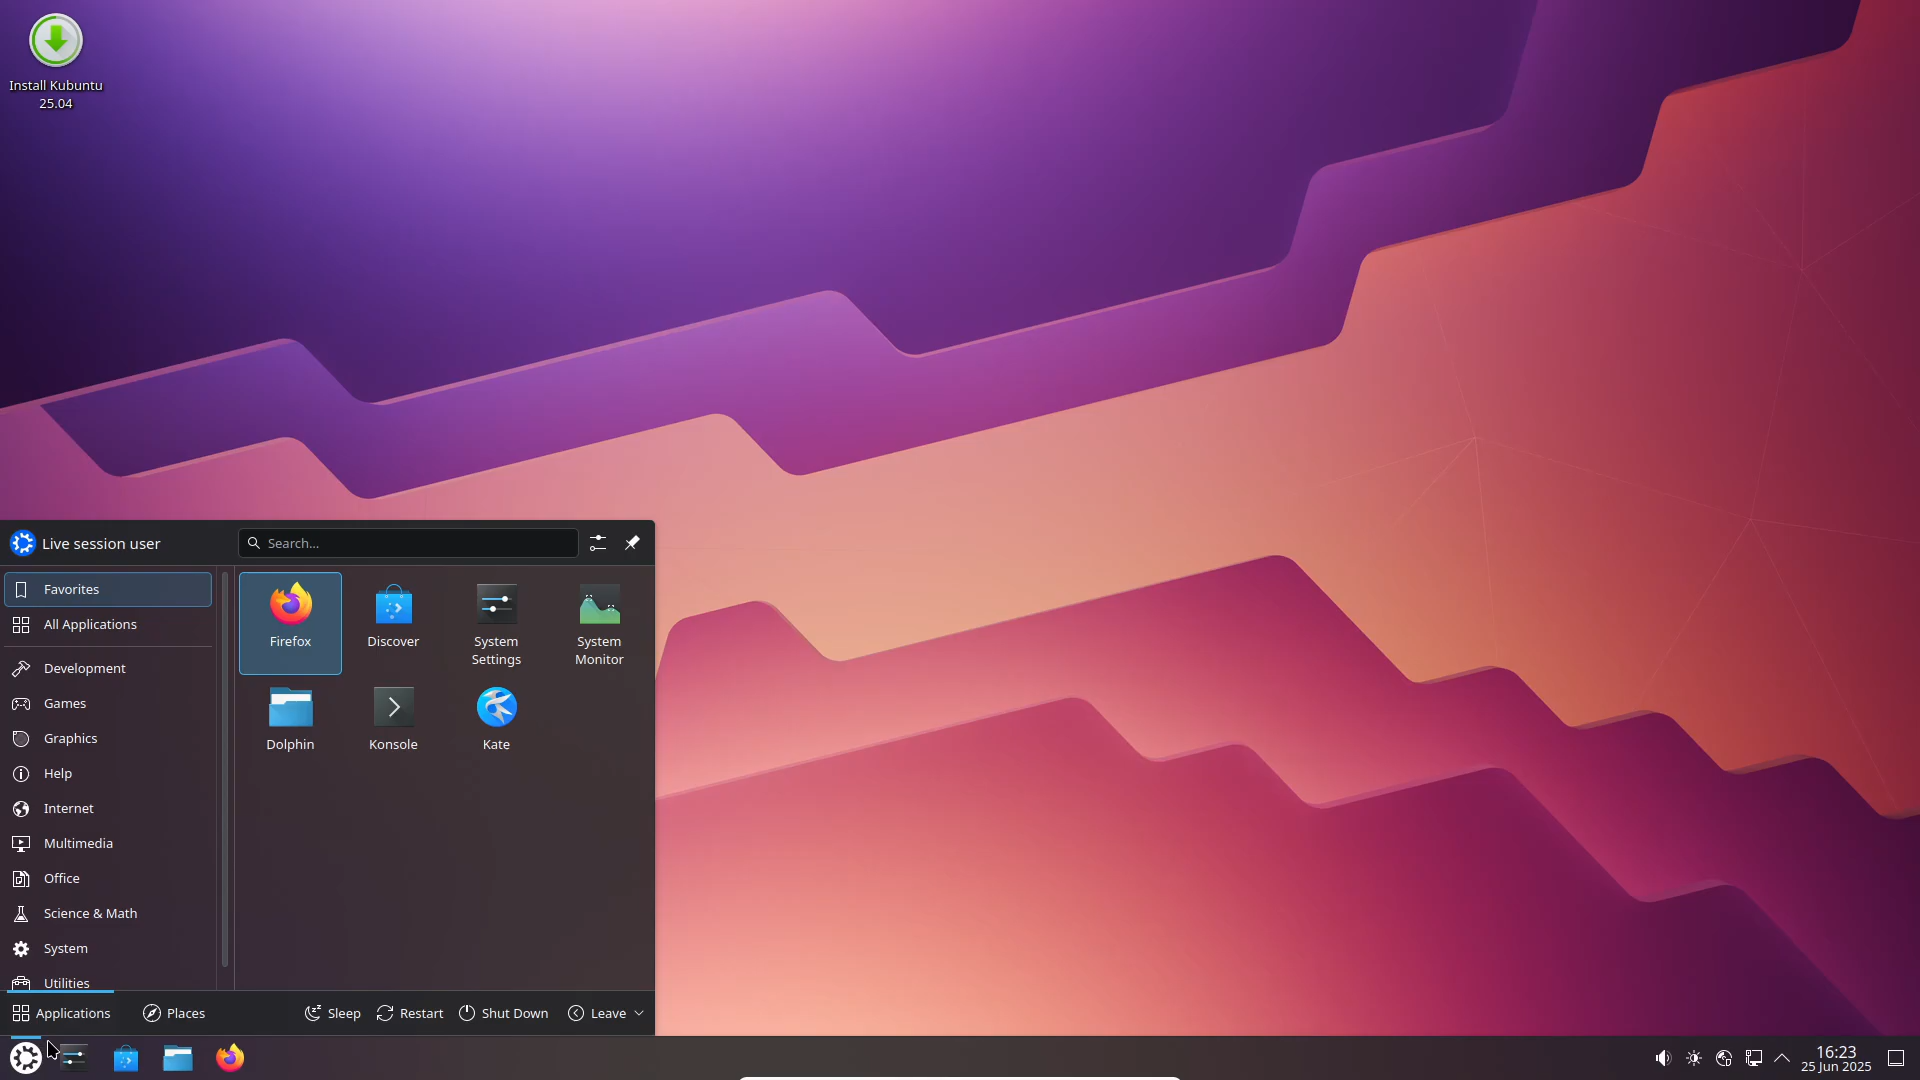 Install Kubuntu
25.04
Live session user
Search...
Favorites
All Applications
Development
Games
Graphics
Help
Internet
Multimedia
Office
Science & Math
System
Utilities
Firefox
Discover
System
Settings
System
Monitor
Dolphin
Konsole
Kate
Applications
Places
Sleep
Restart
Shut Down
Leave
16:23
25 Jun 2025